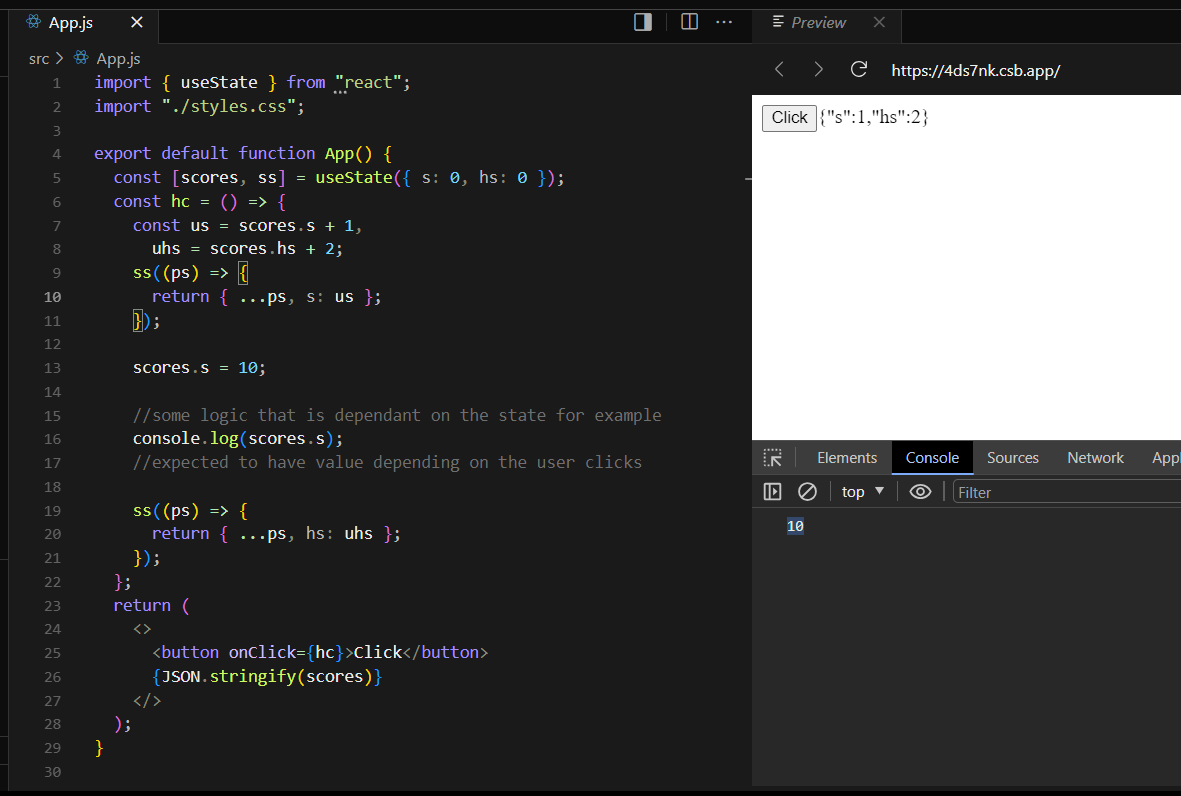 App.js
Preview
src > App.js
https://4ds7nk.csb.app/
1 import { useState } from "react";
2 import "./styles.css";
3
4 export default function App() {
5 const [scores, ss] = useState({ s: 0, hs: 0 });
6 const hc = () => {
7 const us = scores.s + 1,
8 uhs = scores.hs + 2;
9 ss((ps) => {
10 return { ...ps, s: us };
11 });
12
13 scores.s = 10;
14
15 //some logic that is dependant on the state for example
16 console.log(scores.s);
17 //expected to have value depending on the user clicks
18
19 ss((ps) => {
20 return { ...ps, hs: uhs };
21 });
22 };
23 return (
24 <>
25 <button onClick={hc}>Click</button>
26 {JSON.stringify(scores)}
27 </>
28 );
29 }
30
Click {"s":1,"hs":2}
Elements Console Sources Network Appl
top Filter
10